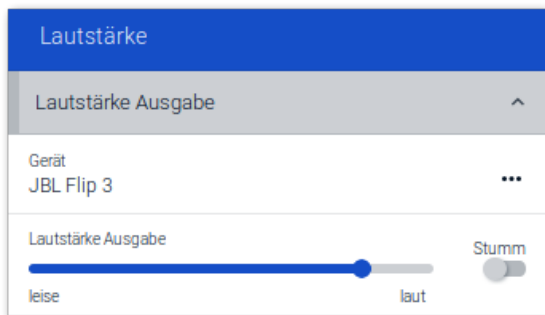 Lautstärke
Lautstärke Ausgabe
Gerät
JBL Flip 3
Lautstärke Ausgabe
Stumm
leise laut